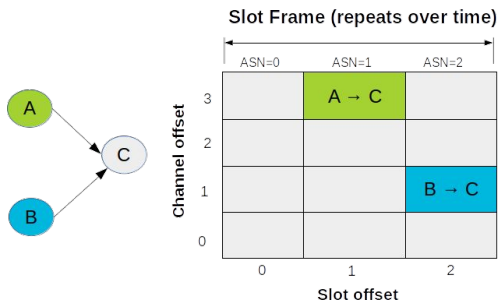 Slot Frame (repeats over time)
ASN=0 ASN=1 ASN=2
A
B
C
Channel offset
3
2
1
0
A → C
B → C
0 1 2
Slot offset